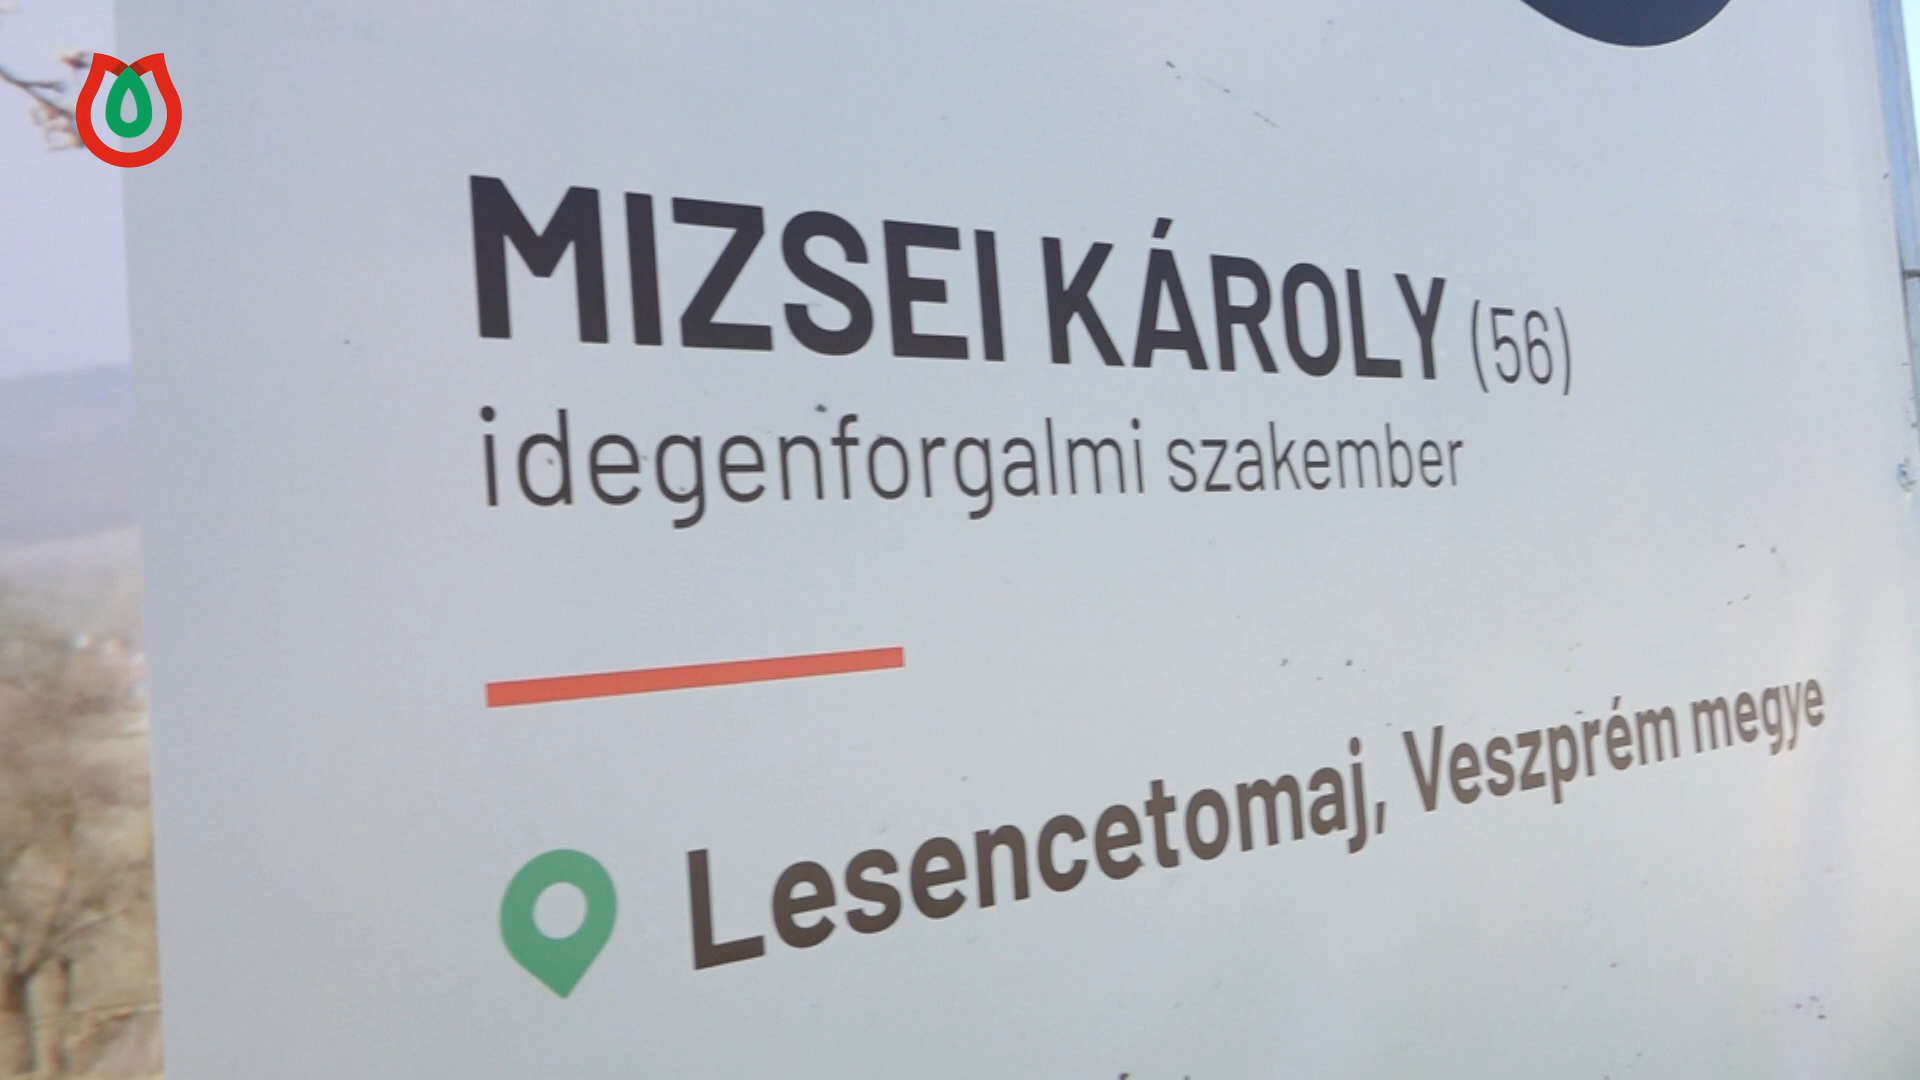 MIZSEI KÁROLY (56)
idegenforgalmi szakember
Lesencetomaj, Veszprém megye